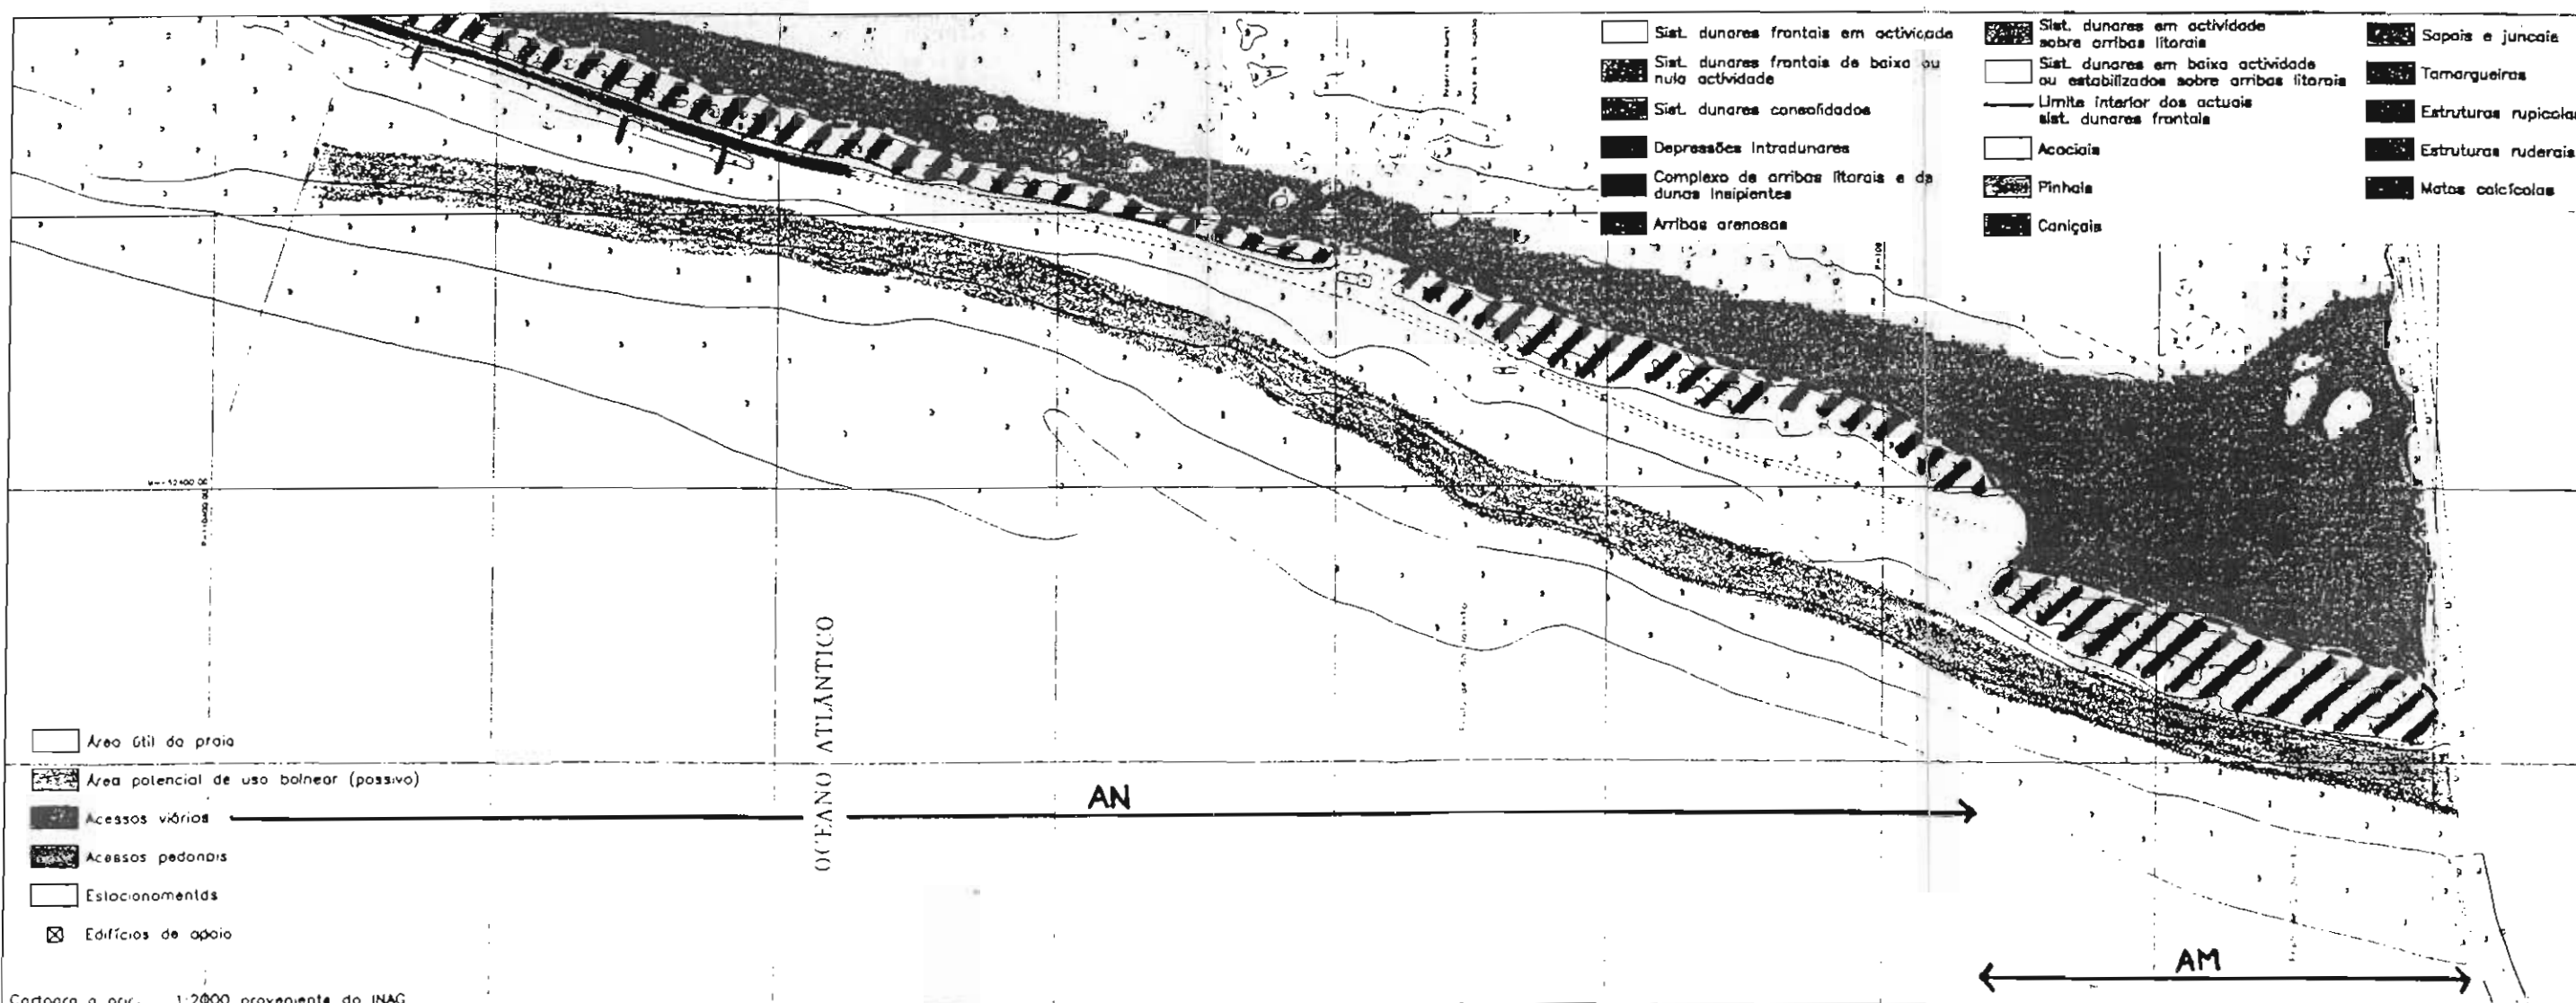 Sist. dunares frontais em actividade
Sist. dunares frontais de baixa ou
nula actividade
Sist. dunares consolidados
Depressões Intradunares
Complexo de arribas litorais e de
dunas Insipientes
Arribas arenosas
Sist. dunares em actividade
sobre arribas litorais
Sist. dunares em baixa actividade
ou estabilizados sobre arribas litorais
Limite interior dos actuais
sist. dunares frontais
Acaciais
Pinhais
Caniçais
Sapais e juncais
Tamargueiras
Estruturas rupicolas
Estruturas ruderais
Matos calcícolas
OCEANO ATLÂNTICO
Área útil da praia
Área potencial de uso balnear (passivo)
Acessos viários
Acessos pedonais
Estacionamentos
Edifícios de apoio
AN
AM
1:2000 proveniente do INAG